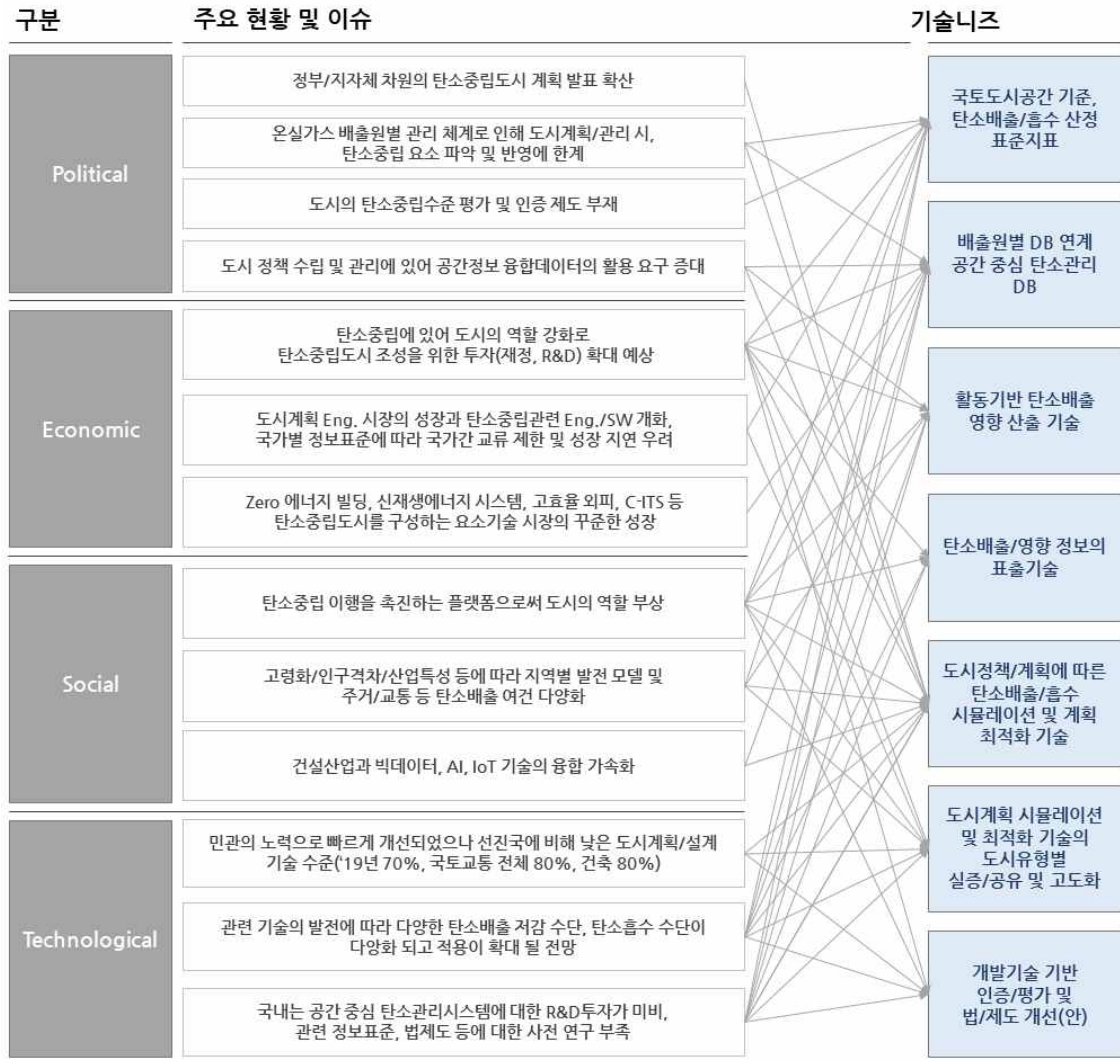 구분
주요 현황 및 이슈
기술니즈
Political
정부/지자체 차원의 탄소중립도시 계획 발표 확산
온실가스 배출원별 관리 체계로 인해 도시계획/관리 시,
탄소중립 요소 파악 및 반영에 한계
도시의 탄소중립수준 평가 및 인증 제도 부재
도시 정책 수립 및 관리에 있어 공간정보 융합데이터의 활용 요구 증대
Economic
탄소중립에 있어 도시의 역할 강화로
탄소중립도시 조성을 위한 투자(재정, R&D) 확대 예상
도시계획 Eng. 시장의 성장과 탄소중립관련 Eng./SW 개화,
국가별 정보표준에 따라 국가간 교류 제한 및 성장 지연 우려
Zero 에너지 빌딩, 신재생에너지 시스템, 고효율 외피, C-ITS 등
탄소중립도시를 구성하는 요소기술 시장의 꾸준한 성장
Social
탄소중립 이행을 촉진하는 플랫폼으로써 도시의 역할 부상
고령화/인구격차/산업특성 등에 따라 지역별 발전 모델 및
주거/교통 등 탄소배출 여건 다양화
건설산업과 빅데이터, AI, IoT 기술의 융합 가속화
Technological
민관의 노력으로 빠르게 개선되었으나 선진국에 비해 낮은 도시계획/설계
기술 수준('19년 70%, 국토교통 전체 80%, 건축 80%)
관련 기술의 발전에 따라 다양한 탄소배출 저감 수단, 탄소흡수 수단이
다양화 되고 적용이 확대 될 전망
국내는 공간 중심 탄소관리시스템에 대한 R&D투자가 미비,
관련 정보표준, 법제도 등에 대한 사전 연구 부족
국토도시공간 기준,
탄소배출/흡수 산정
표준지표
배출원별 DB 연계
공간 중심 탄소관리
DB
활동기반 탄소배출
영향 산출 기술
탄소배출/영향 정보의
표출기술
도시정책/계획에 따른
탄소배출/흡수
시뮬레이션 및 계획
최적화 기술
도시계획 시뮬레이션
및 최적화 기술의
도시유형별
실증/공유 및 고도화
개발기술 기반
인증/평가 및
법/제도 개선(안)